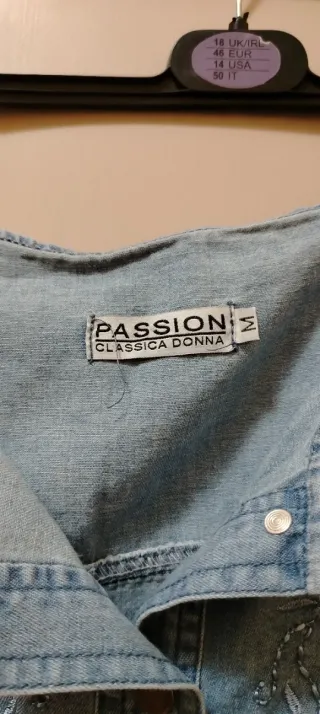 18 UK/IRL
46 EUR
14 USA
50 IT
PASSION
CLASSICA DONNA
M